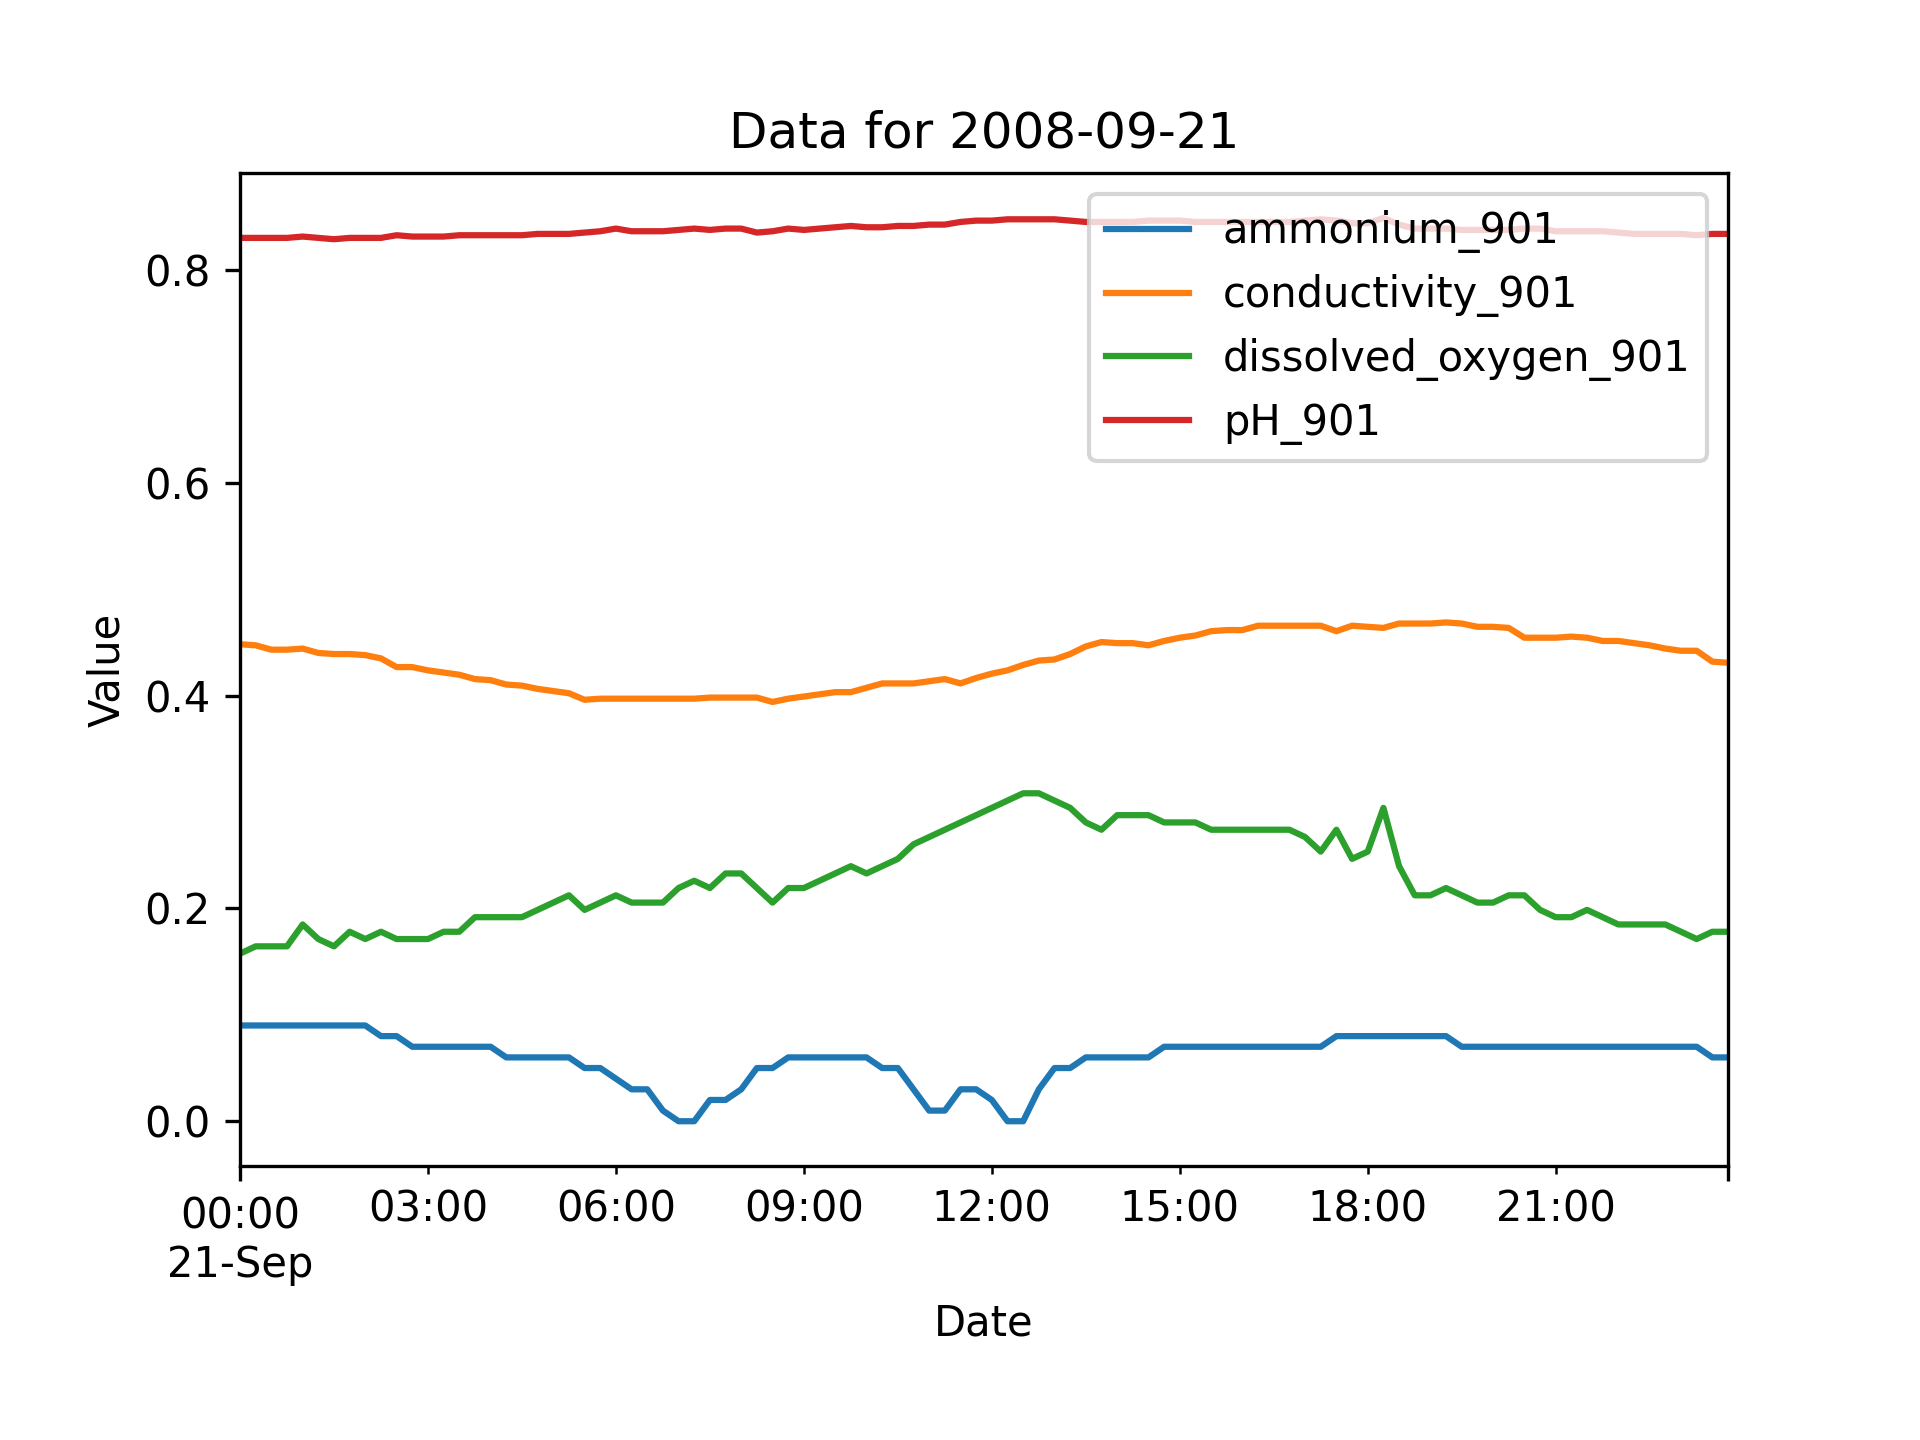 Data for 2008-09-21
ammonium_901
conductivity_901
dissolved_oxygen_901
pH_901
Value
0.8
0.6
0.4
0.2
0.0
00:00 03:00 06:00 09:00 12:00 15:00 18:00 21:00
21-Sep
Date